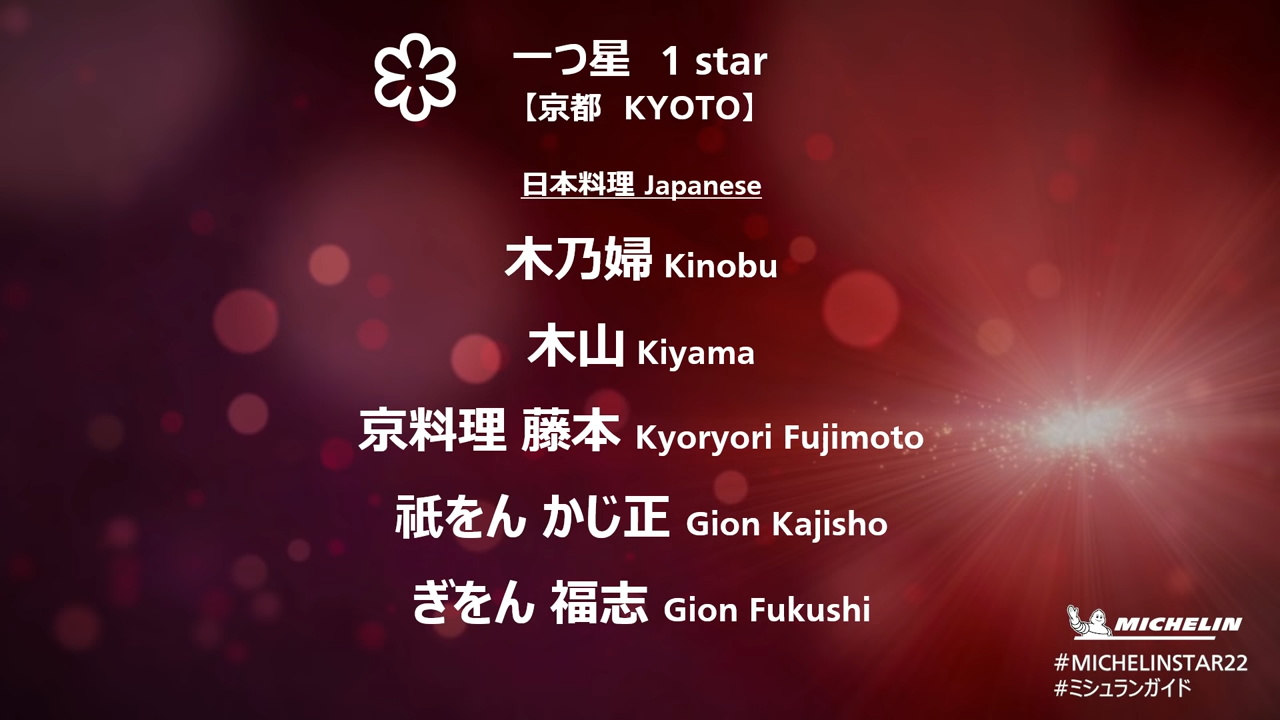 一つ星 1 star
【京都 KYOTO】
日本料理 Japanese
木乃婦 Kinobu
木山 Kiyama
京料理 藤本 Kyoryori Fujimoto
祇をん かじ正 Gion Kajisho
ぎをん 福志 Gion Fukushi
MICHELIN
#MICHELINSTAR22
#ミシュランガイド